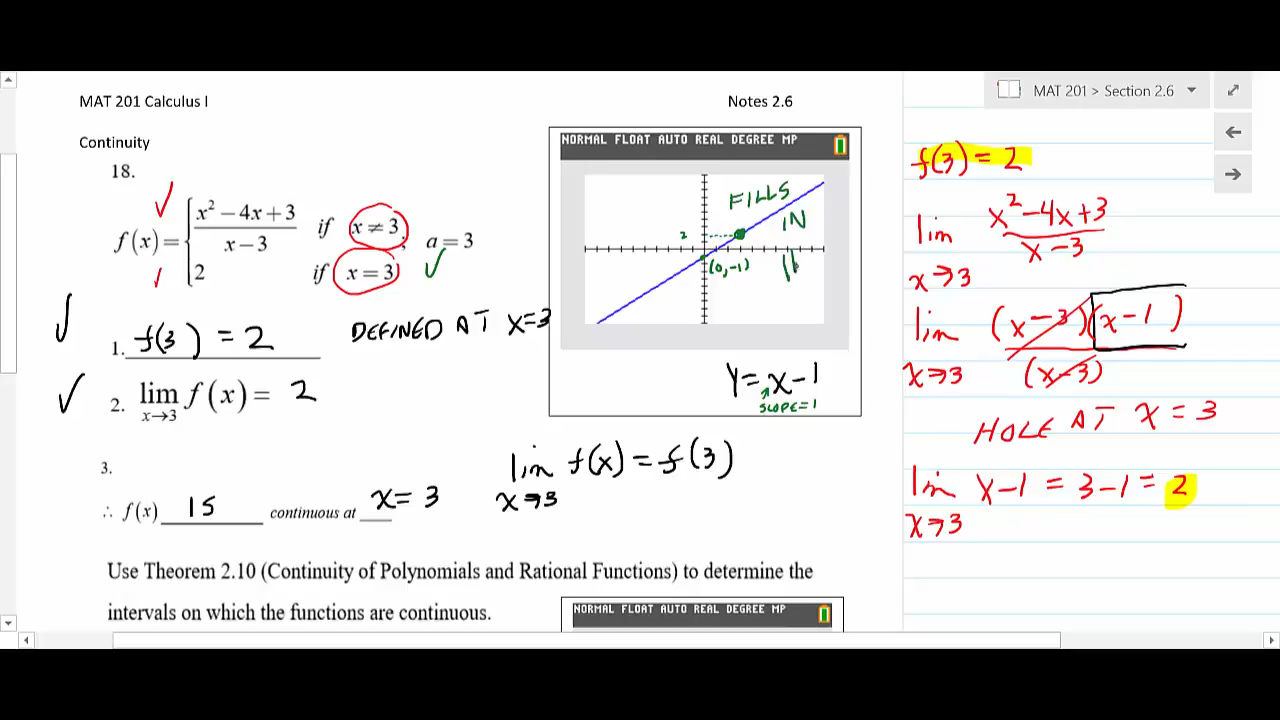 MAT 201 Calculus I
Notes 2.6
MAT 201 > Section 2.6
Continuity
18.
f(x) = { x² − 4x + 3 / x − 3 if x ≠ 3, a = 3
2 if x = 3
1. f(3) = 2 DEFINED AT x=3
2. lim x→3 f(x) = 2
3.
lim x→3 f(x) = f(3)
∴ f(x) IS continuous at x = 3
Use Theorem 2.10 (Continuity of Polynomials and Rational Functions) to determine the
intervals on which the functions are continuous.
NORMAL FLOAT AUTO REAL DEGREE MP
FILLS
IN
2
(0,-1)
Y = x-1
SLOPE=1
NORMAL FLOAT AUTO REAL DEGREE MP
f(3) = 2
lim x→3 x²-4x+3 / x-3
lim x→3 (x-3)(x-1) / (x-3)
HOLE AT x = 3
lim x→3 x-1 = 3-1 = 2